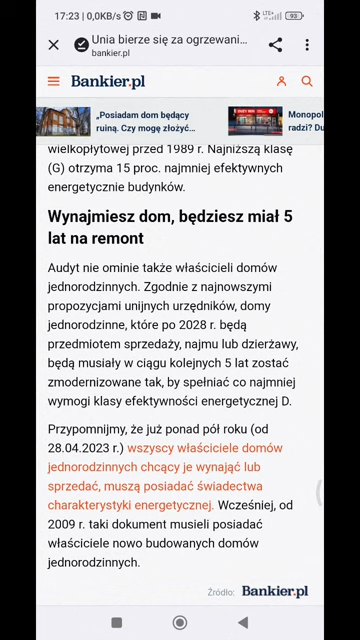 17:23 | 0,0KB/s
LTE+
93
Unia bierze się za ogrzewani...
bankier.pl
Bankier.pl
„Posiadam dom będący
ruiną. Czy mogę złożyć...
Monopol
radzi? Du
wielkopłytowej przed 1989 r. Najniższą klasę
(G) otrzyma 15 proc. najmniej efektywnych
energetycznie budynków.
Wynajmiesz dom, będziesz miał 5
lat na remont
Audyt nie ominie także właścicieli domów
jednorodzinnych. Zgodnie z najnowszymi
propozycjami unijnych urzędników, domy
jednorodzinne, które po 2028 r. będą
przedmiotem sprzedaży, najmu lub dzierżawy,
będą musiały w ciągu kolejnych 5 lat zostać
zmodernizowane tak, by spełniać co najmniej
wymogi klasy efektywności energetycznej D.
Przypomnijmy, że już ponad pół roku (od
28.04.2023 r.) wszyscy właściciele domów
jednorodzinnych chcący je wynająć lub
sprzedać, muszą posiadać świadectwa
charakterystyki energetycznej. Wcześniej, od
2009 r. taki dokument musieli posiadać
właściciele nowo budowanych domów
jednorodzinnych.
Źródło: Bankier.pl